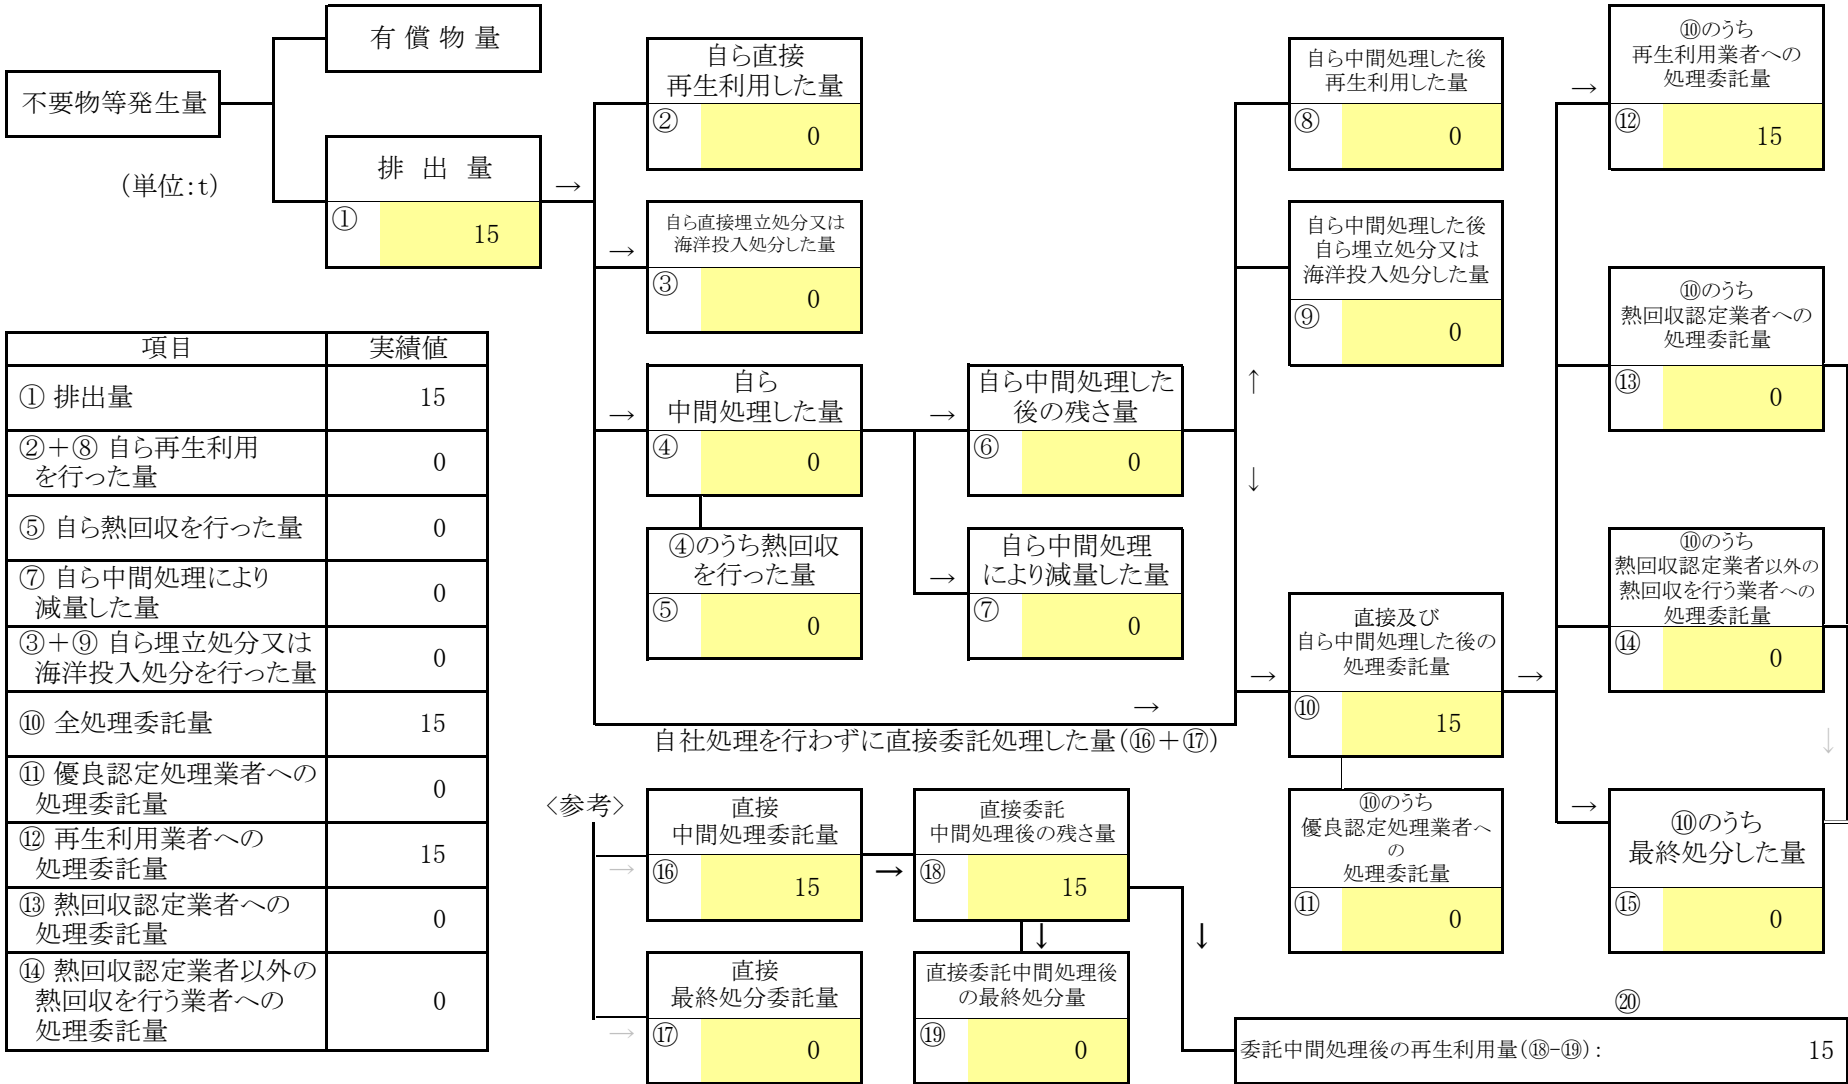 有 償 物 量
不要物等発生量
(単位:t)
排 出 量
①
15
→
自ら直接
再生利用した量
②
0
→
自ら直接埋立処分又は
海洋投入処分した量
③
0
→
自ら
中間処理した量
④
0
④のうち熱回収
を行った量
⑤
0
→
自ら中間処理した
後の残さ量
⑥
0
→
自ら中間処理
により減量した量
⑦
0
→
自社処理を行わずに直接委託処理した量(⑯+⑰)
自ら中間処理した後
再生利用した量
⑧
0
自ら中間処理した後
自ら埋立処分又は
海洋投入処分した量
⑨
0
↑
↓
→
直接及び
自ら中間処理した後の
処理委託量
⑩
15
⑩のうち
優良認定処理業者へ
の
処理委託量
⑪
0
→
→
⑩のうち
再生利用業者への
処理委託量
⑫
15
⑩のうち
熱回収認定業者への
処理委託量
⑬
0
⑩のうち
熱回収認定業者以外の
熱回収を行う業者への
処理委託量
⑭
0
↓
→
⑩のうち
最終処分した量
⑮
0
項目 実績値
① 排出量 15
②+⑧ 自ら再生利用
を行った量 0
⑤ 自ら熱回収を行った量 0
⑦ 自ら中間処理により
減量した量 0
③+⑨ 自ら埋立処分又は
海洋投入処分を行った量 0
⑩ 全処理委託量 15
⑪ 優良認定処理業者への
処理委託量 0
⑫ 再生利用業者への
処理委託量 15
⑬ 熱回収認定業者への
処理委託量 0
⑭ 熱回収認定業者以外の
熱回収を行う業者への
処理委託量 0
〈参考〉
→
直接
中間処理委託量
⑯
15
→
直接委託
中間処理後の残さ量
⑱
15
→
直接
最終処分委託量
⑰
0
↓
直接委託中間処理後
の最終処分量
⑲
0
↓
⑳
委託中間処理後の再生利用量(⑱-⑲): 15